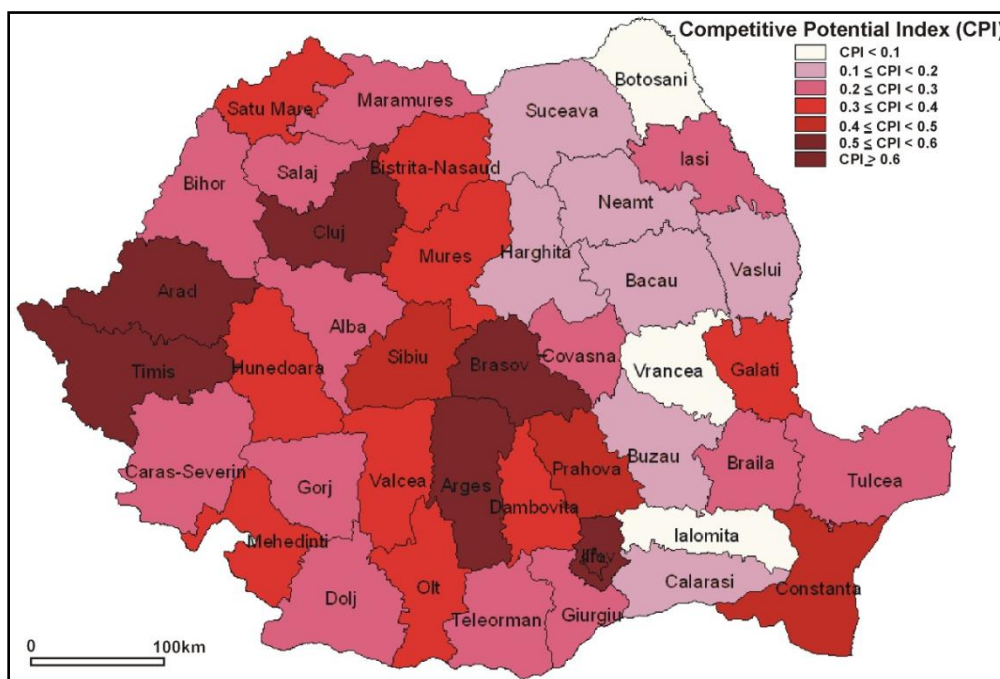 Competitive Potential Index (CPI)
CPI < 0.1
0.1 ≤ CPI < 0.2
0.2 ≤ CPI < 0.3
0.3 ≤ CPI < 0.4
0.4 ≤ CPI < 0.5
0.5 ≤ CPI < 0.6
CPI ≥ 0.6
Botosani
Satu Mare
Maramures
Suceava
Iasi
Salaj
Bistrita-Nasaud
Bihor
Neamt
Cluj
Mures
Harghita
Bacau
Vaslui
Arad
Alba
Sibiu
Covasna
Brasov
Vrancea
Galati
Timis
Hunedoara
Caras-Severin
Gorj
Valcea
Arges
Prahova
Buzau
Braila
Tulcea
Dambovita
Mehedinti
Ilfov
Ialomita
Calarasi
Constanta
Olt
Dolj
Teleorman
Giurgiu
0 100km